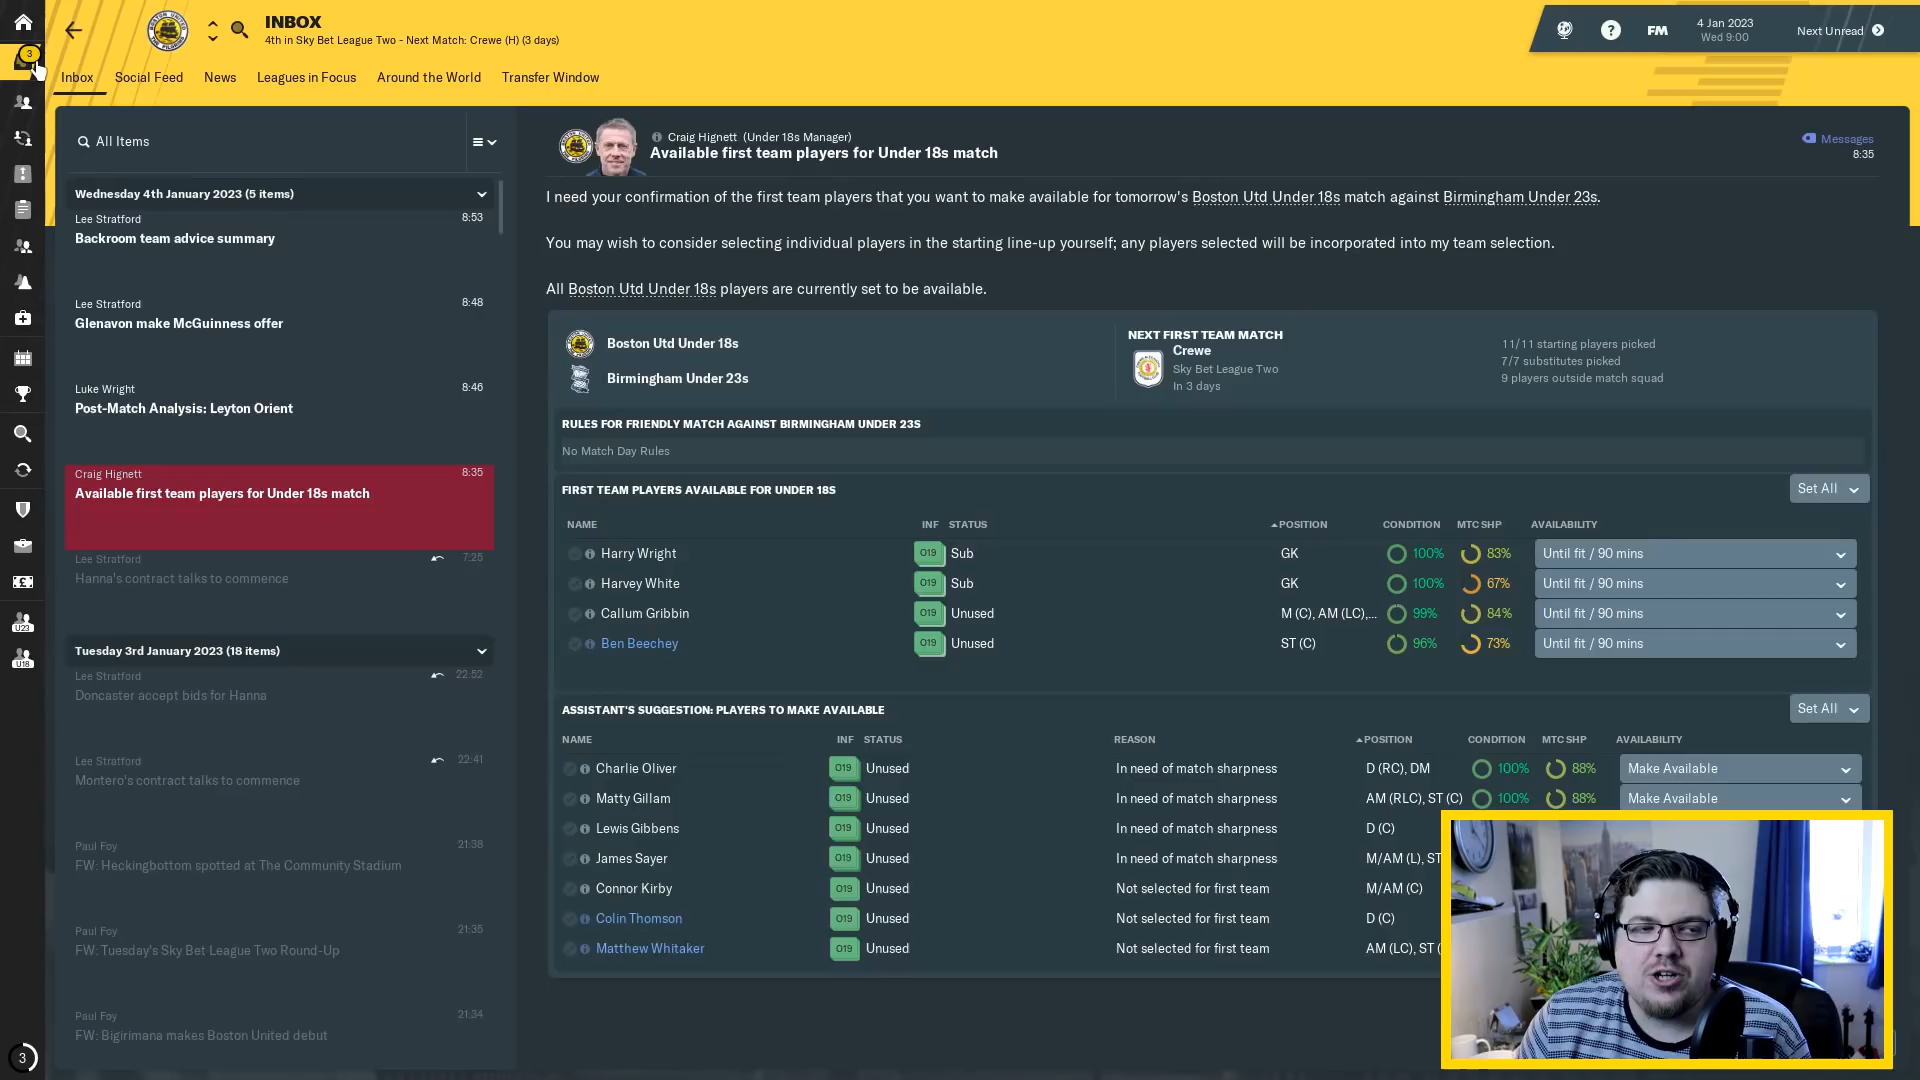 INBOX
4th in Sky Bet League Two - Next Match: Crewe (H) (3 days)
FM
4 Jan 2023
Wed 9:00
Next Unread
3
Inbox
Social Feed
News
Leagues in Focus
Around the World
Transfer Window
All Items
Wednesday 4th January 2023 (5 items)
Lee Stratford 8:53
Backroom team advice summary
Lee Stratford 8:48
Glenavon make McGuinness offer
Luke Wright 8:46
Post-Match Analysis: Leyton Orient
Craig Hignett 8:35
Available first team players for Under 18s match
Lee Stratford 7:25
Hanna's contract talks to commence
Tuesday 3rd January 2023 (18 items)
Lee Stratford 22:52
Doncaster accept bids for Hanna
Lee Stratford 22:41
Montero's contract talks to commence
Paul Foy 21:38
FW: Heckingbottom spotted at The Community Stadium
Paul Foy 21:35
FW: Tuesday's Sky Bet League Two Round-Up
Paul Foy 21:34
FW: Bigirimana makes Boston United debut
U23
U18
3
Craig Hignett (Under 18s Manager)
Available first team players for Under 18s match
Messages
8:35
I need your confirmation of the first team players that you want to make available for tomorrow's Boston Utd Under 18s match against Birmingham Under 23s.
You may wish to consider selecting individual players in the starting line-up yourself; any players selected will be incorporated into my team selection.
All Boston Utd Under 18s players are currently set to be available.
Boston Utd Under 18s
Birmingham Under 23s
NEXT FIRST TEAM MATCH
Crewe
Sky Bet League Two
In 3 days
11/11 starting players picked
7/7 substitutes picked
9 players outside match squad
RULES FOR FRIENDLY MATCH AGAINST BIRMINGHAM UNDER 23S
No Match Day Rules
FIRST TEAM PLAYERS AVAILABLE FOR UNDER 18S
Set All
NAME INF STATUS POSITION CONDITION MTC SHP AVAILABILITY
Harry Wright O19 Sub GK 100% 83% Until fit / 90 mins
Harvey White O19 Sub GK 100% 67% Until fit / 90 mins
Callum Gribbin O19 Unused M (C), AM (LC),... 99% 84% Until fit / 90 mins
Ben Beechey O19 Unused ST (C) 96% 73% Until fit / 90 mins
ASSISTANT'S SUGGESTION: PLAYERS TO MAKE AVAILABLE
Set All
NAME INF STATUS REASON POSITION CONDITION MTC SHP AVAILABILITY
Charlie Oliver O19 Unused In need of match sharpness D (RC), DM 100% 88% Make Available
Matty Gillam O19 Unused In need of match sharpness AM (RLC), ST (C) 100% 88% Make Available
Lewis Gibbens O19 Unused In need of match sharpness D (C)
James Sayer O19 Unused In need of match sharpness M/AM (L), ST
Connor Kirby O19 Unused Not selected for first team M/AM (C)
Colin Thomson O19 Unused Not selected for first team D (C)
Matthew Whitaker O19 Unused Not selected for first team AM (LC), ST (